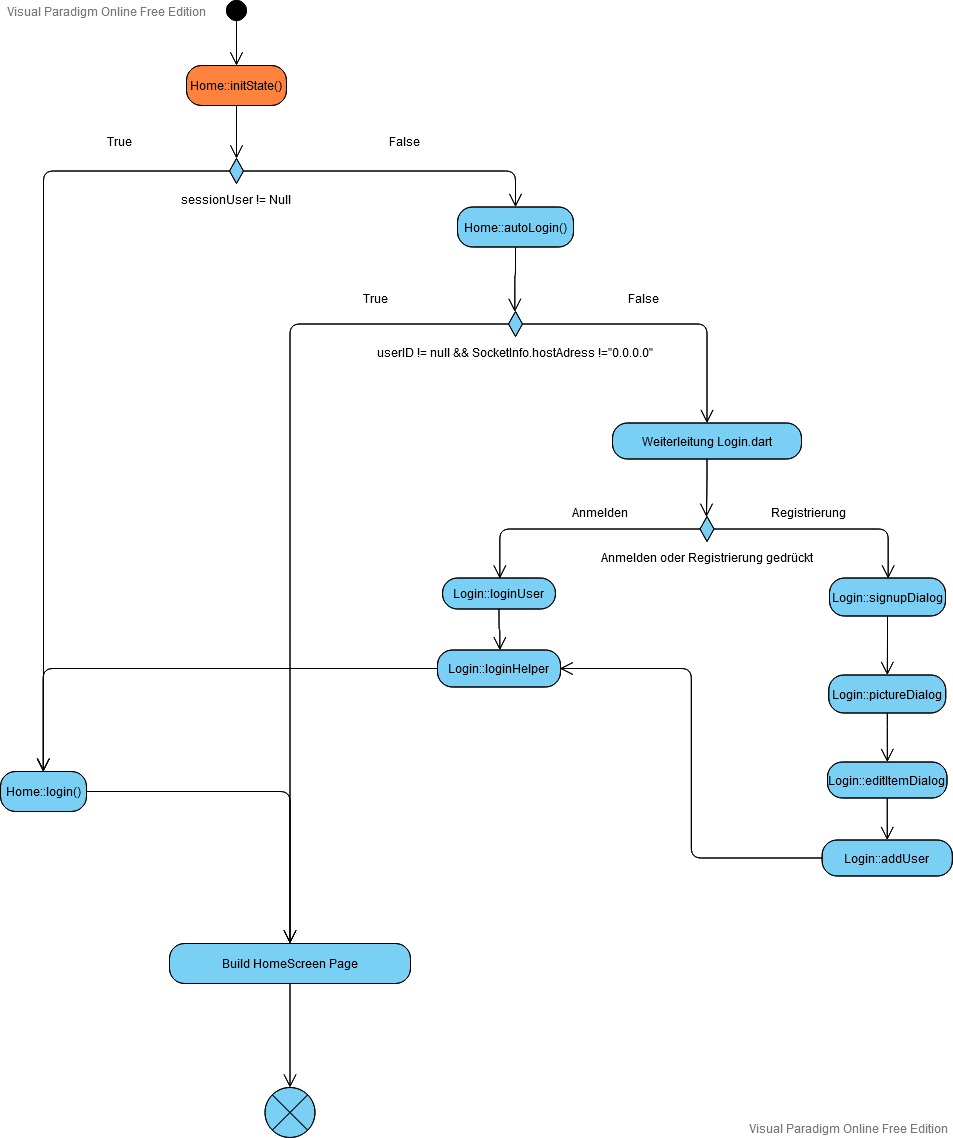 Visual Paradigm Online Free Edition
Home::initState()
True
False
sessionUser != Null
Home::autoLogin()
True
False
userID != null && SocketInfo.hostAdress !="0.0.0.0"
Weiterleitung Login.dart
Anmelden
Registrierung
Anmelden oder Registrierung gedrückt
Login::loginUser
Login::signupDialog
Login::loginHelper
Login::pictureDialog
Home::login()
Login::editItemDialog
Login::addUser
Build HomeScreen Page
Visual Paradigm Online Free Edition